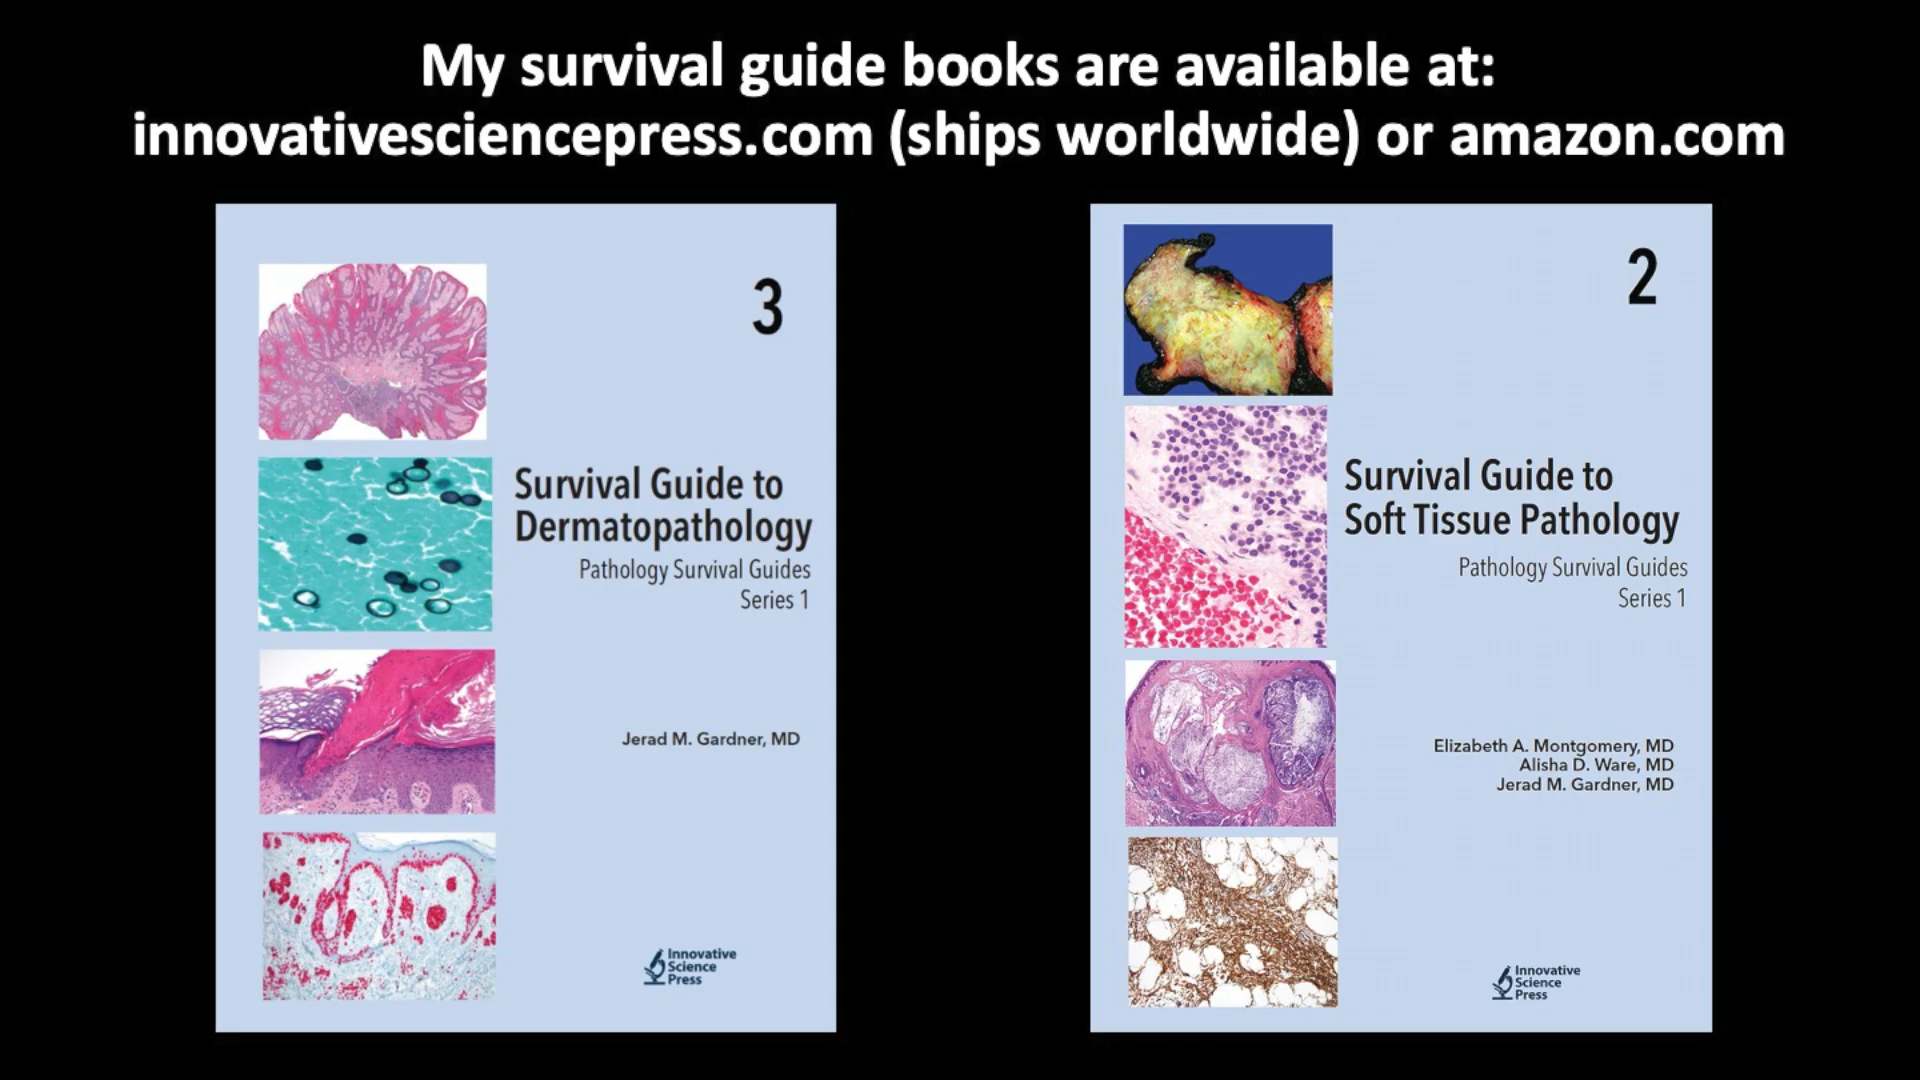 My survival guide books are available at:
innovativesciencepress.com (ships worldwide) or amazon.com
3
Survival Guide to
Dermatopathology
Pathology Survival Guides
Series 1
Jerad M. Gardner, MD
Innovative
Science
Press
2
Survival Guide to
Soft Tissue Pathology
Pathology Survival Guides
Series 1
Elizabeth A. Montgomery, MD
Alisha D. Ware, MD
Jerad M. Gardner, MD
Innovative
Science
Press